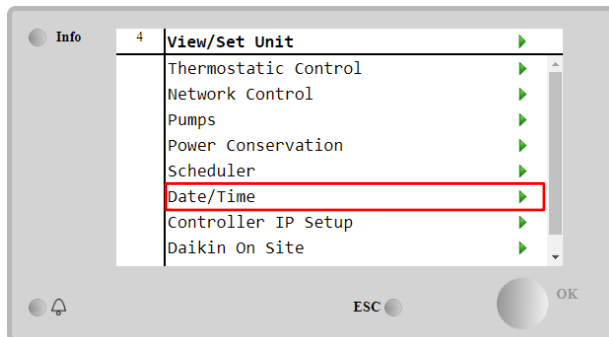 Info
4 View/Set Unit
Thermostatic Control
Network Control
Pumps
Power Conservation
Scheduler
Date/Time
Controller IP Setup
Daikin On Site
ESC
OK